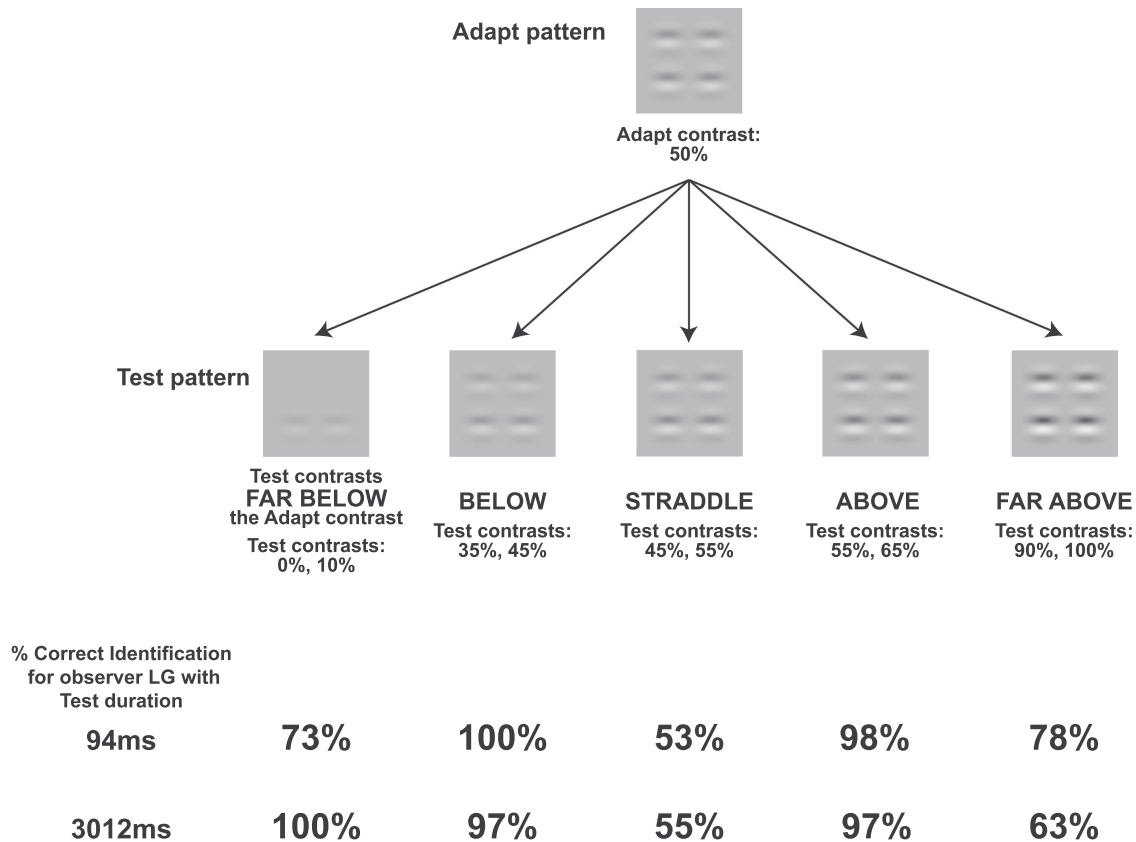 Adapt pattern
Adapt contrast:
50%
Test pattern
Test contrasts
FAR BELOW
the Adapt contrast
Test contrasts:
0%, 10%
BELOW
Test contrasts:
35%, 45%
STRADDLE
Test contrasts:
45%, 55%
ABOVE
Test contrasts:
55%, 65%
FAR ABOVE
Test contrasts:
90%, 100%
% Correct Identification
for observer LG with
Test duration
94ms 73% 100% 53% 98% 78%
3012ms 100% 97% 55% 97% 63%